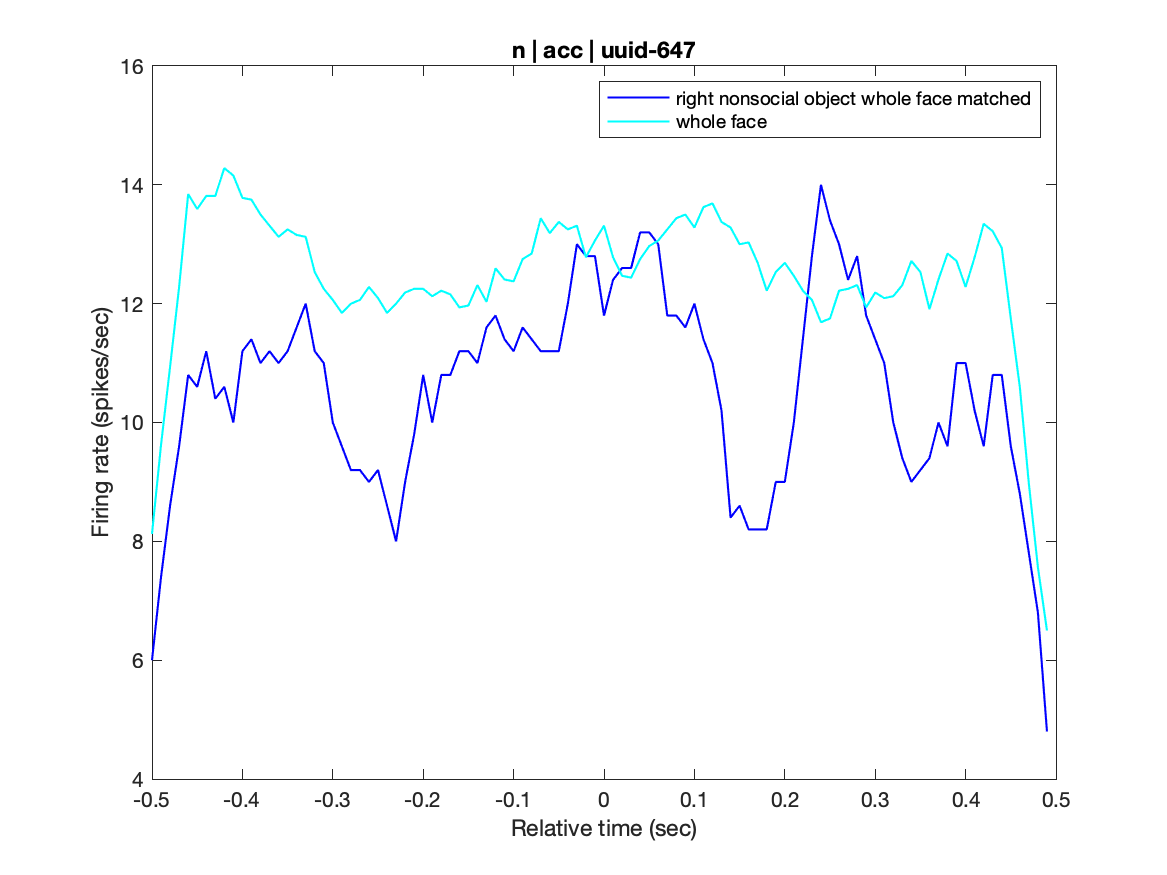 n | acc | uuid-647
right nonsocial object whole face matched
whole face
Firing rate (spikes/sec)
16
14
12
10
8
6
4
-0.5 -0.4 -0.3 -0.2 -0.1 0 0.1 0.2 0.3 0.4 0.5
Relative time (sec)